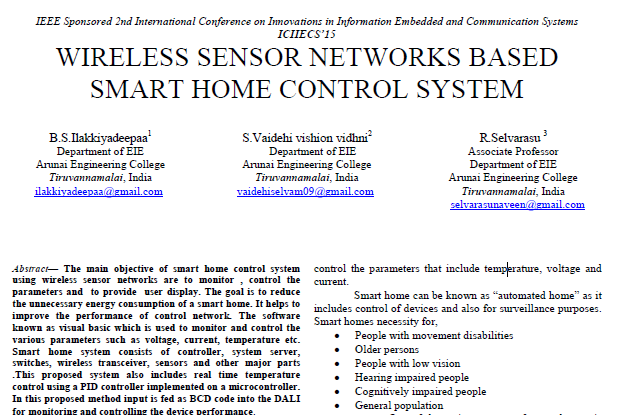 IEEE Sponsored 2nd International Conference on Innovations in Information Embedded and Communication Systems
ICIIECS'15
WIRELESS SENSOR NETWORKS BASED
SMART HOME CONTROL SYSTEM
B.S.Ilakkiyadeepaa1
Department of EIE
Arunai Engineering College
Tiruvannamalai, India
ilakkiyadeepaa@gmail.com
S.Vaidehi vishion vidhni2
Department of EIE
Arunai Engineering College
Tiruvannamalai, India
vaidehiselvam09@gmail.com
R.Selvarasu 3
Associate Professor
Department of EIE
Arunai Engineering College
Tiruvannamalai, India
selvarasunaveen@gmail.com
Abstract— The main objective of smart home control system
using wireless sensor networks are to monitor , control the
parameters and to provide user display. The goal is to reduce
the unnecessary energy consumption of a smart home. It helps to
improve the performance of control network. The software
known as visual basic which is used to monitor and control the
various parameters such as voltage, current, temperature etc.
Smart home system consists of controller, system server,
switches, wireless transceiver, sensors and other major parts
.This proposed system also includes real time temperature
control using a PID controller implemented on a microcontroller.
In this proposed method input is fed as BCD code into the DALI
for monitoring and controlling the device performance.
control the parameters that include temperature, voltage and
current.
Smart home can be known as “automated home” as it
includes control of devices and also for surveillance purposes.
Smart homes necessity for,
• People with movement disabilities
• Older persons
• People with low vision
• Hearing impaired people
• Cognitively impaired people
• General population